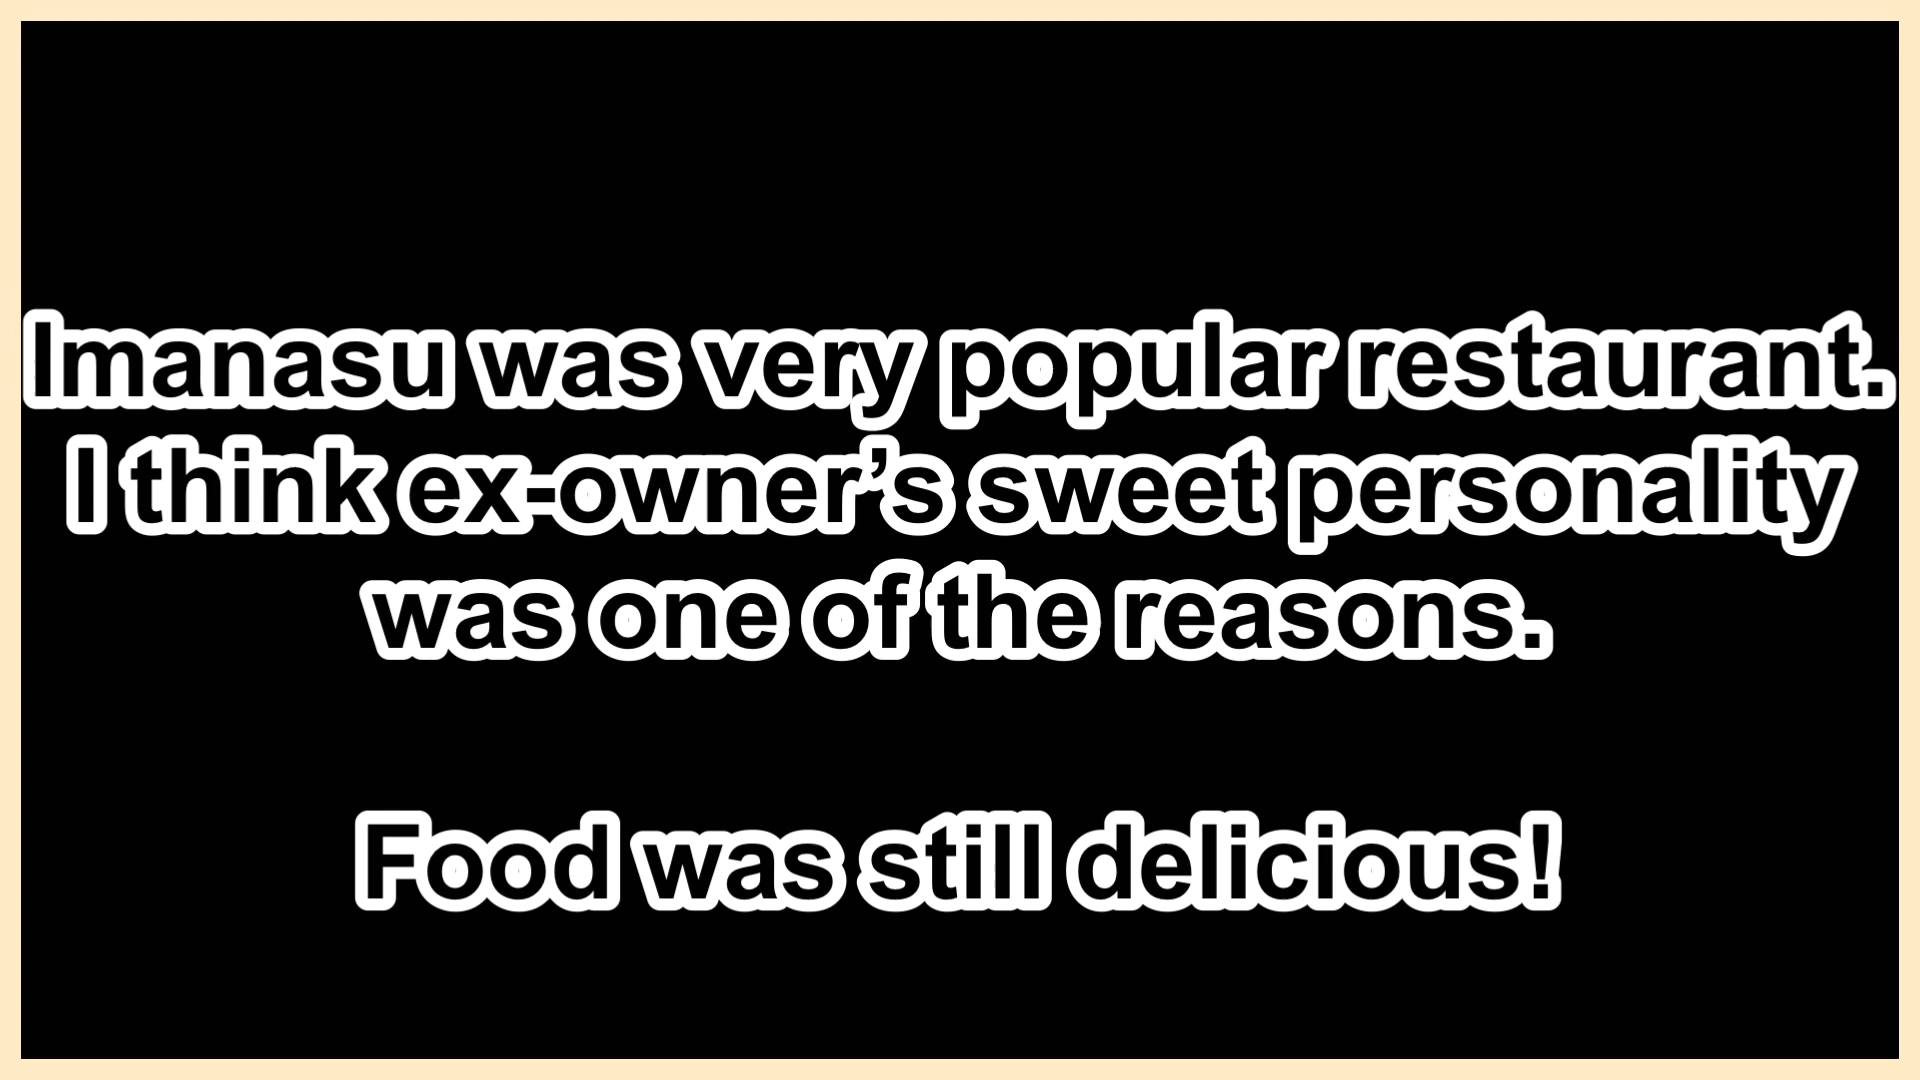 Imanasu was very popular restaurant.
I think ex-owner’s sweet personality
was one of the reasons.
Food was still delicious!